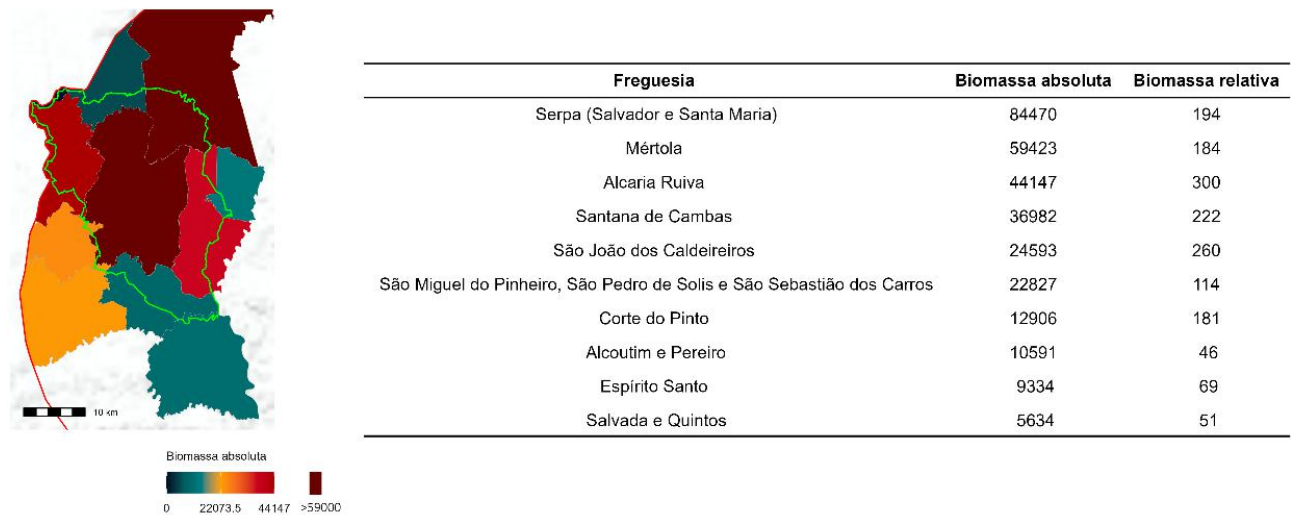 10 km
Biomassa absoluta
0 22073.5 44147 >59000
Freguesia Biomassa absoluta Biomassa relativa
Serpa (Salvador e Santa Maria) 84470 194
Mértola 59423 184
Alcaria Ruiva 44147 300
Santana de Cambas 36982 222
São João dos Caldeireiros 24593 260
São Miguel do Pinheiro, São Pedro de Solis e São Sebastião dos Carros 22827 114
Corte do Pinto 12906 181
Alcoutim e Pereiro 10591 46
Espírito Santo 9334 69
Salvada e Quintos 5634 51